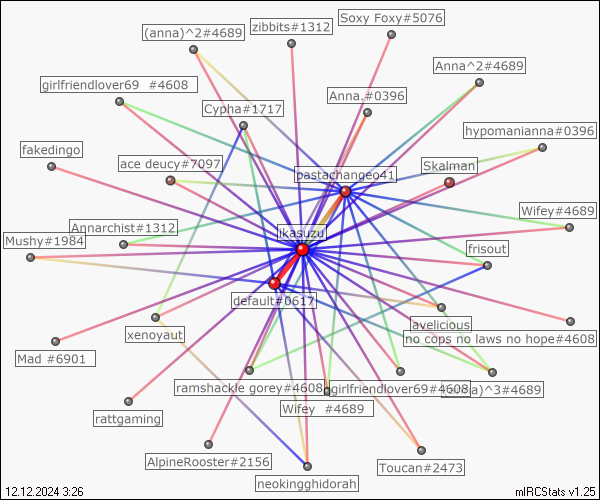 Soxy Foxy#5076
zibbits#1312
(anna)^2#4689
Anna^2#4689
girlfriendlover69 #4608
Anna.#0396
Cypha#1717
hypomanianna#0396
fakedingo
ace deucy#7097
Skalman
pastachangeo41
Wifey#4689
Annarchist#1312
jkasuzu
Mushy#1984
frisout
default#0617
avelicious
xenoyaut
no cops no laws no hope#4608
Mad #6901
ramshackle gorey#4608
girlfriendlover69#4608
)^3#4689
Wifey #4689
rattgaming
AlpineRooster#2156
Toucan#2473
neokingghidorah
12.12.2024 3:26
mIRCStats v1.25